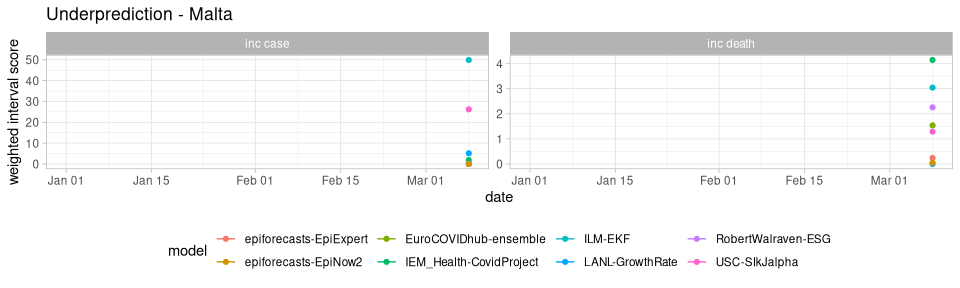 Underprediction - Malta
inc case
inc death
weighted interval score
50
40
30
20
10
0
4
3
2
1
0
Jan 01 Jan 15 Feb 01 Feb 15 Mar 01
Jan 01 Jan 15 Feb 01 Feb 15 Mar 01
date
model
epiforecasts-EpiExpert EuroCOVIDhub-ensemble ILM-EKF RobertWalraven-ESG
epiforecasts-EpiNow2 IEM_Health-CovidProject LANL-GrowthRate USC-SIkJalpha